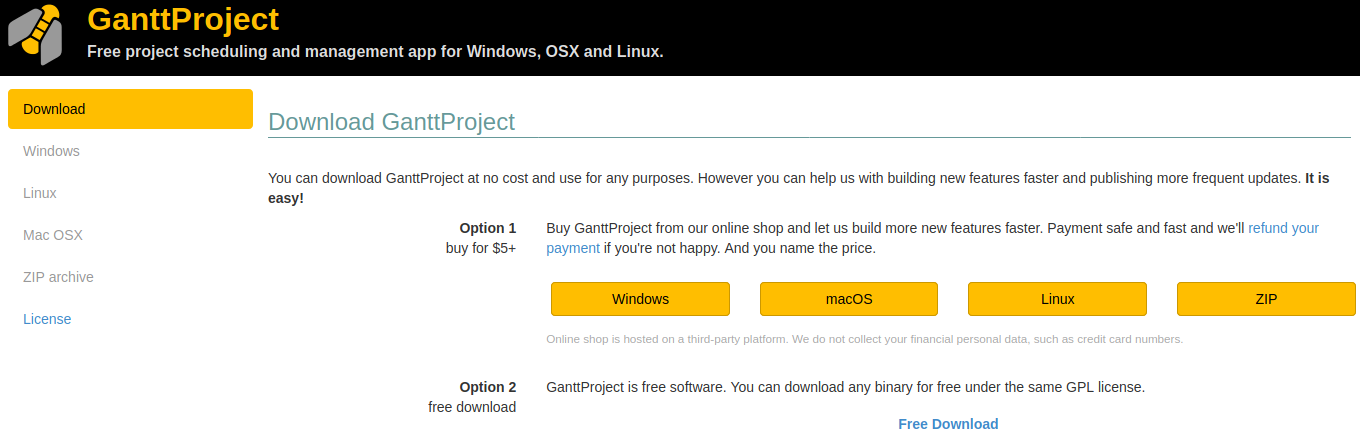 GanttProject
Free project scheduling and management app for Windows, OSX and Linux.
Download
Windows
Linux
Mac OSX
ZIP archive
License
Download GanttProject
You can download GanttProject at no cost and use for any purposes. However you can help us with building new features faster and publishing more frequent updates. It is
easy!
Option 1
buy for $5+
Buy GanttProject from our online shop and let us build more new features faster. Payment safe and fast and we'll refund your
payment if you're not happy. And you name the price.
Windows
macOS
Linux
ZIP
Online shop is hosted on a third-party platform. We do not collect your financial personal data, such as credit card numbers.
Option 2
free download
GanttProject is free software. You can download any binary for free under the same GPL license.
Free Download